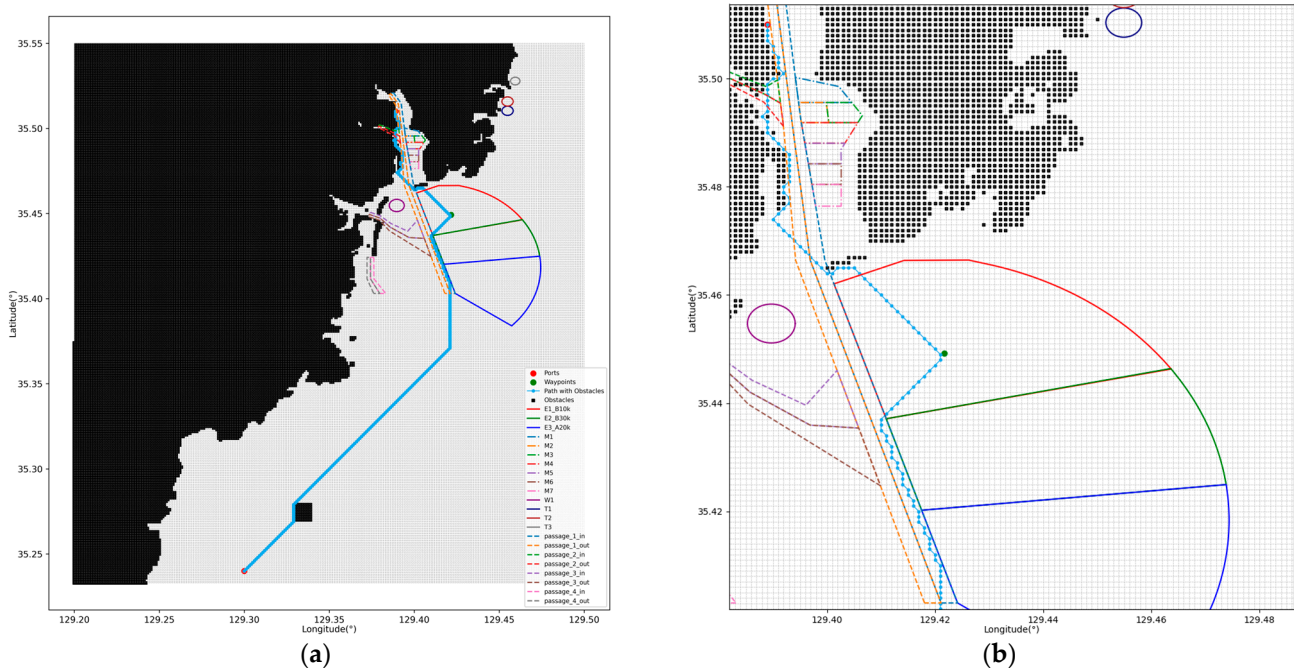 35.55
35.50
35.45
35.40
35.35
35.30
35.25
Latitude(°)
129.20
129.25
129.30
129.35
129.40
129.45
129.50
Longitude(°)
Ports
Waypoints
Path with Obstacles
Obstacles
E1_B10k
E2_B30k
E3_A20k
M1
M2
M3
M4
M5
M6
M7
W1
T1
T2
T3
passage_1_in
passage_1_out
passage_2_in
passage_2_out
passage_3_in
passage_3_out
passage_4_in
passage_4_out
(a)
35.50
35.48
35.46
35.44
35.42
Latitude(°)
129.40
129.42
129.44
129.46
129.48
Longitude(°)
(b)